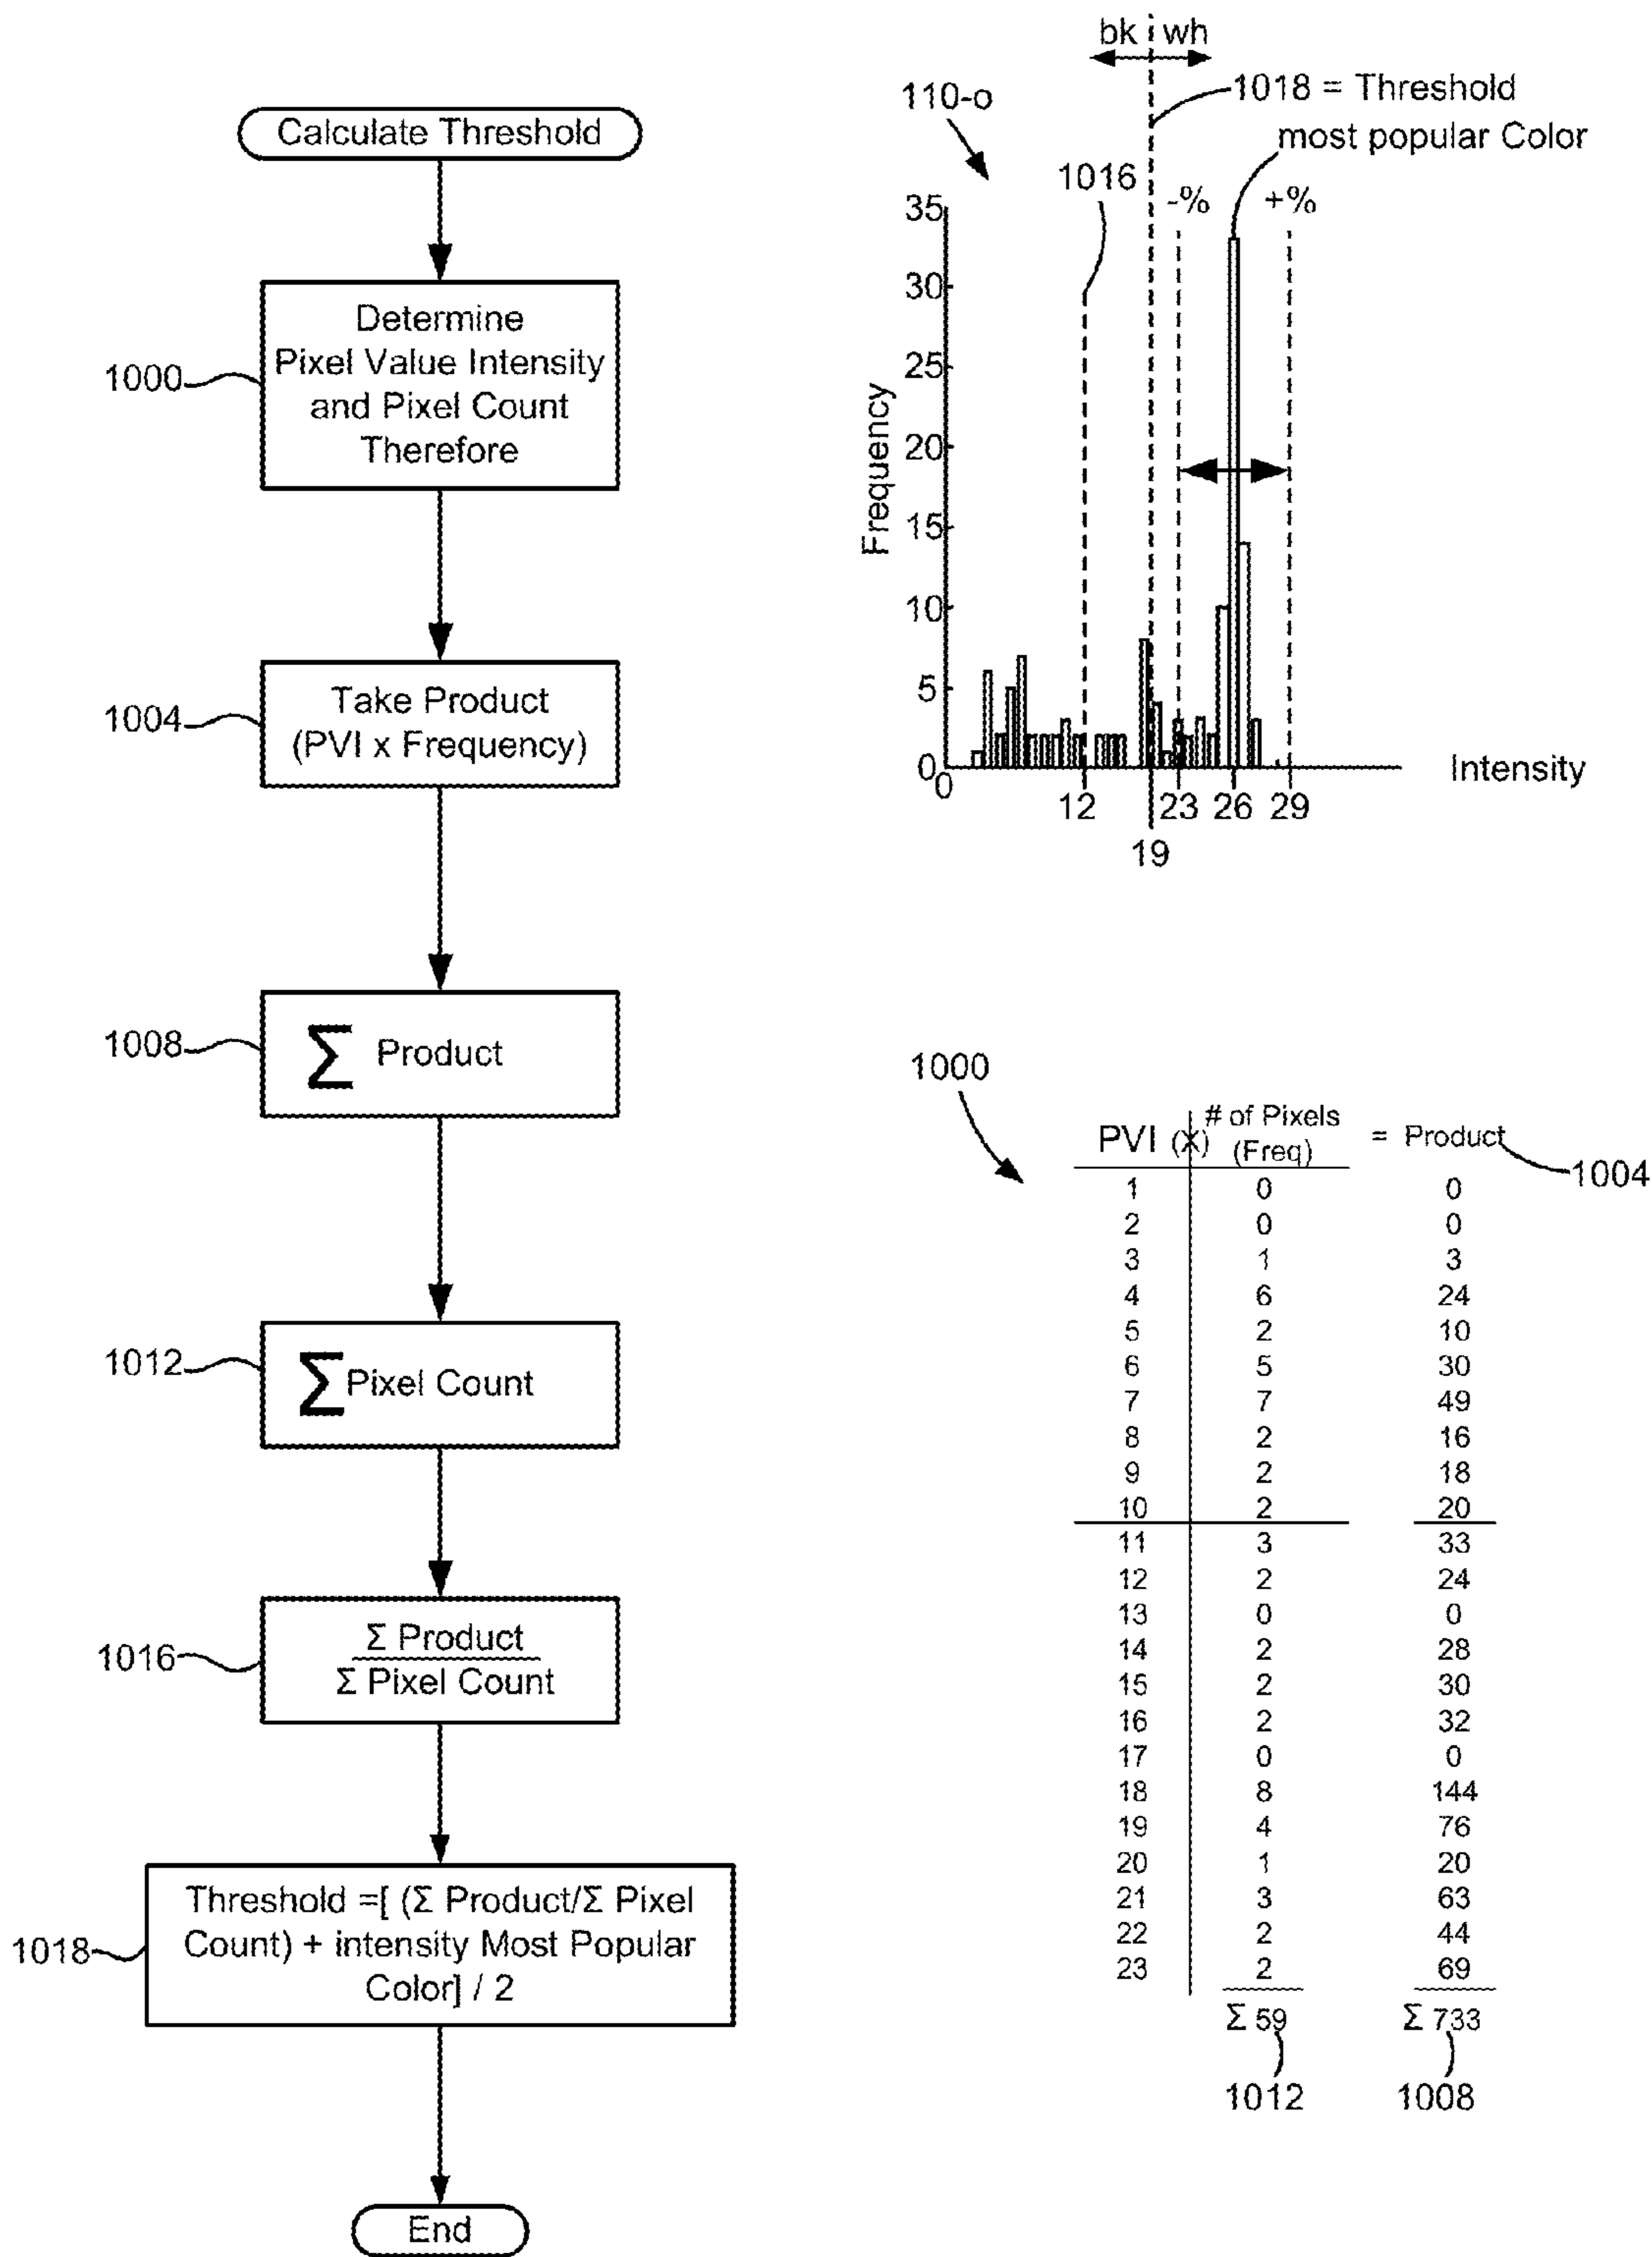 Calculate Threshold
1000
Determine
Pixel Value Intensity
and Pixel Count
Therefore
1004
Take Product
(PVI x Frequency)
1008
Σ Product
1012
Σ Pixel Count
1016
Σ Product
Σ Pixel Count
1018
Threshold =[ (Σ Product/Σ Pixel
Count) + intensity Most Popular
Color] / 2
End
bk wh
110-o
1018 = Threshold
most popular Color
1016
-% +%
Frequency
35
30
25
20
15
10
5
0
0
12 23 26 29
19
Intensity
1000
PVI (X) # of Pixels (Freq) = Product
1004
1 0 0
2 0 0
3 1 3
4 6 24
5 2 10
6 5 30
7 7 49
8 2 16
9 2 18
10 2 20
11 3 33
12 2 24
13 0 0
14 2 28
15 2 30
16 2 32
17 0 0
18 8 144
19 4 76
20 1 20
21 3 63
22 2 44
23 2 69
Σ 59 Σ 733
1012 1008